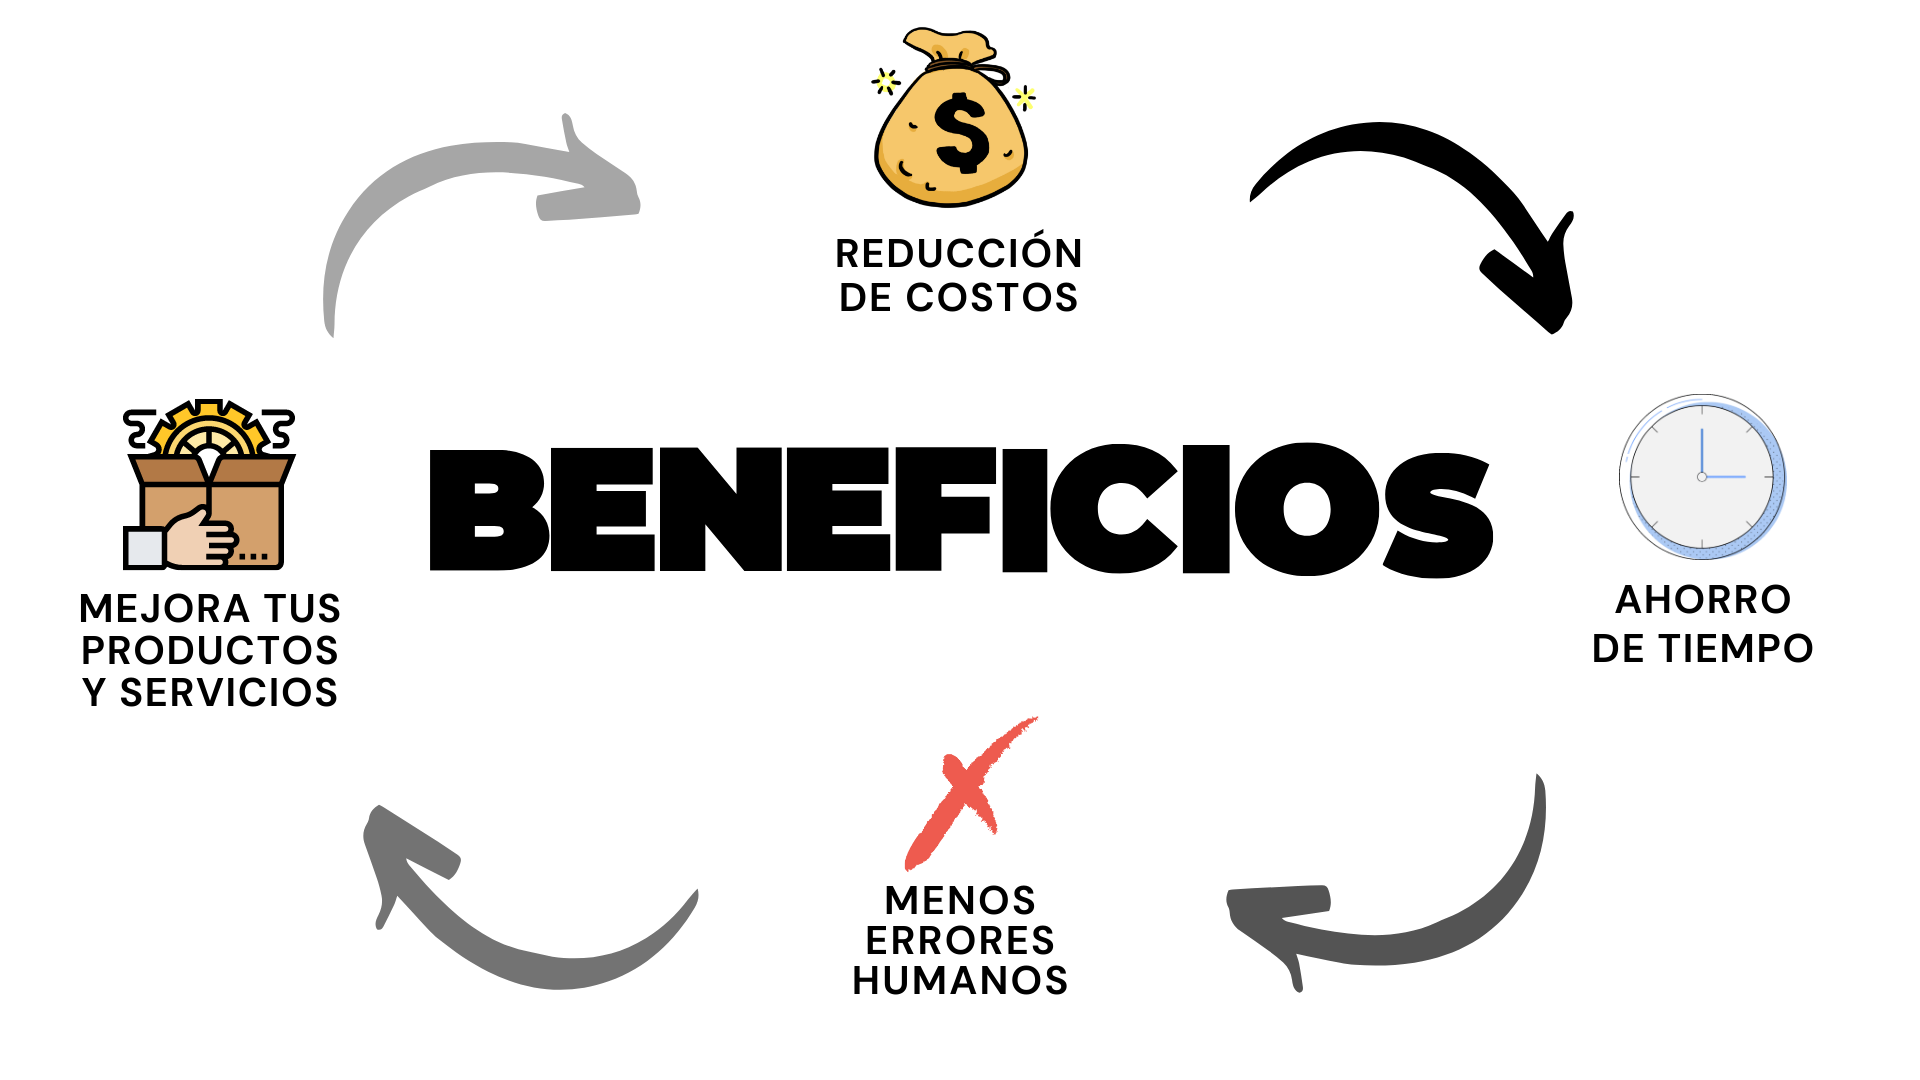 $
REDUCCIÓN
DE COSTOS
BENEFICIOS
AHORRO
DE TIEMPO
MENOS
ERRORES
HUMANOS
MEJORA TUS
PRODUCTOS
Y SERVICIOS